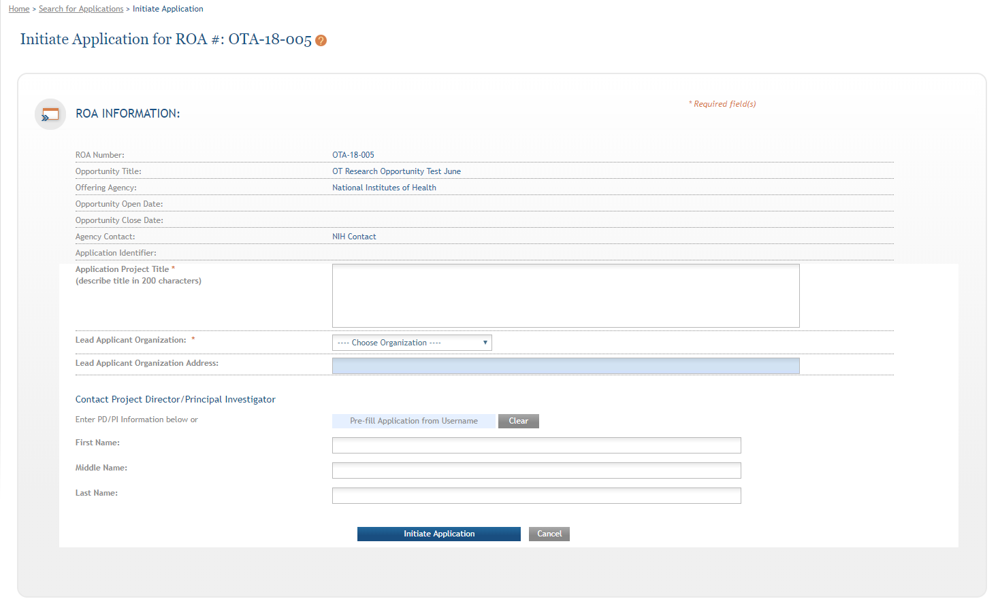 Home > Search for Applications > Initiate Application
Initiate Application for ROA #: OTA-18-005 ?
* Required field(s)
ROA INFORMATION:
ROA Number: OTA-18-005
Opportunity Title: OT Research Opportunity Test June
Offering Agency: National Institutes of Health
Opportunity Open Date:
Opportunity Close Date:
Agency Contact: NIH Contact
Application Identifier:
Application Project Title *
(describe title in 200 characters)
Lead Applicant Organization: * ---- Choose Organization ----
Lead Applicant Organization Address:
Contact Project Director/Principal Investigator
Enter PD/PI Information below or Pre-fill Application from Username Clear
First Name:
Middle Name:
Last Name:
Initiate Application Cancel